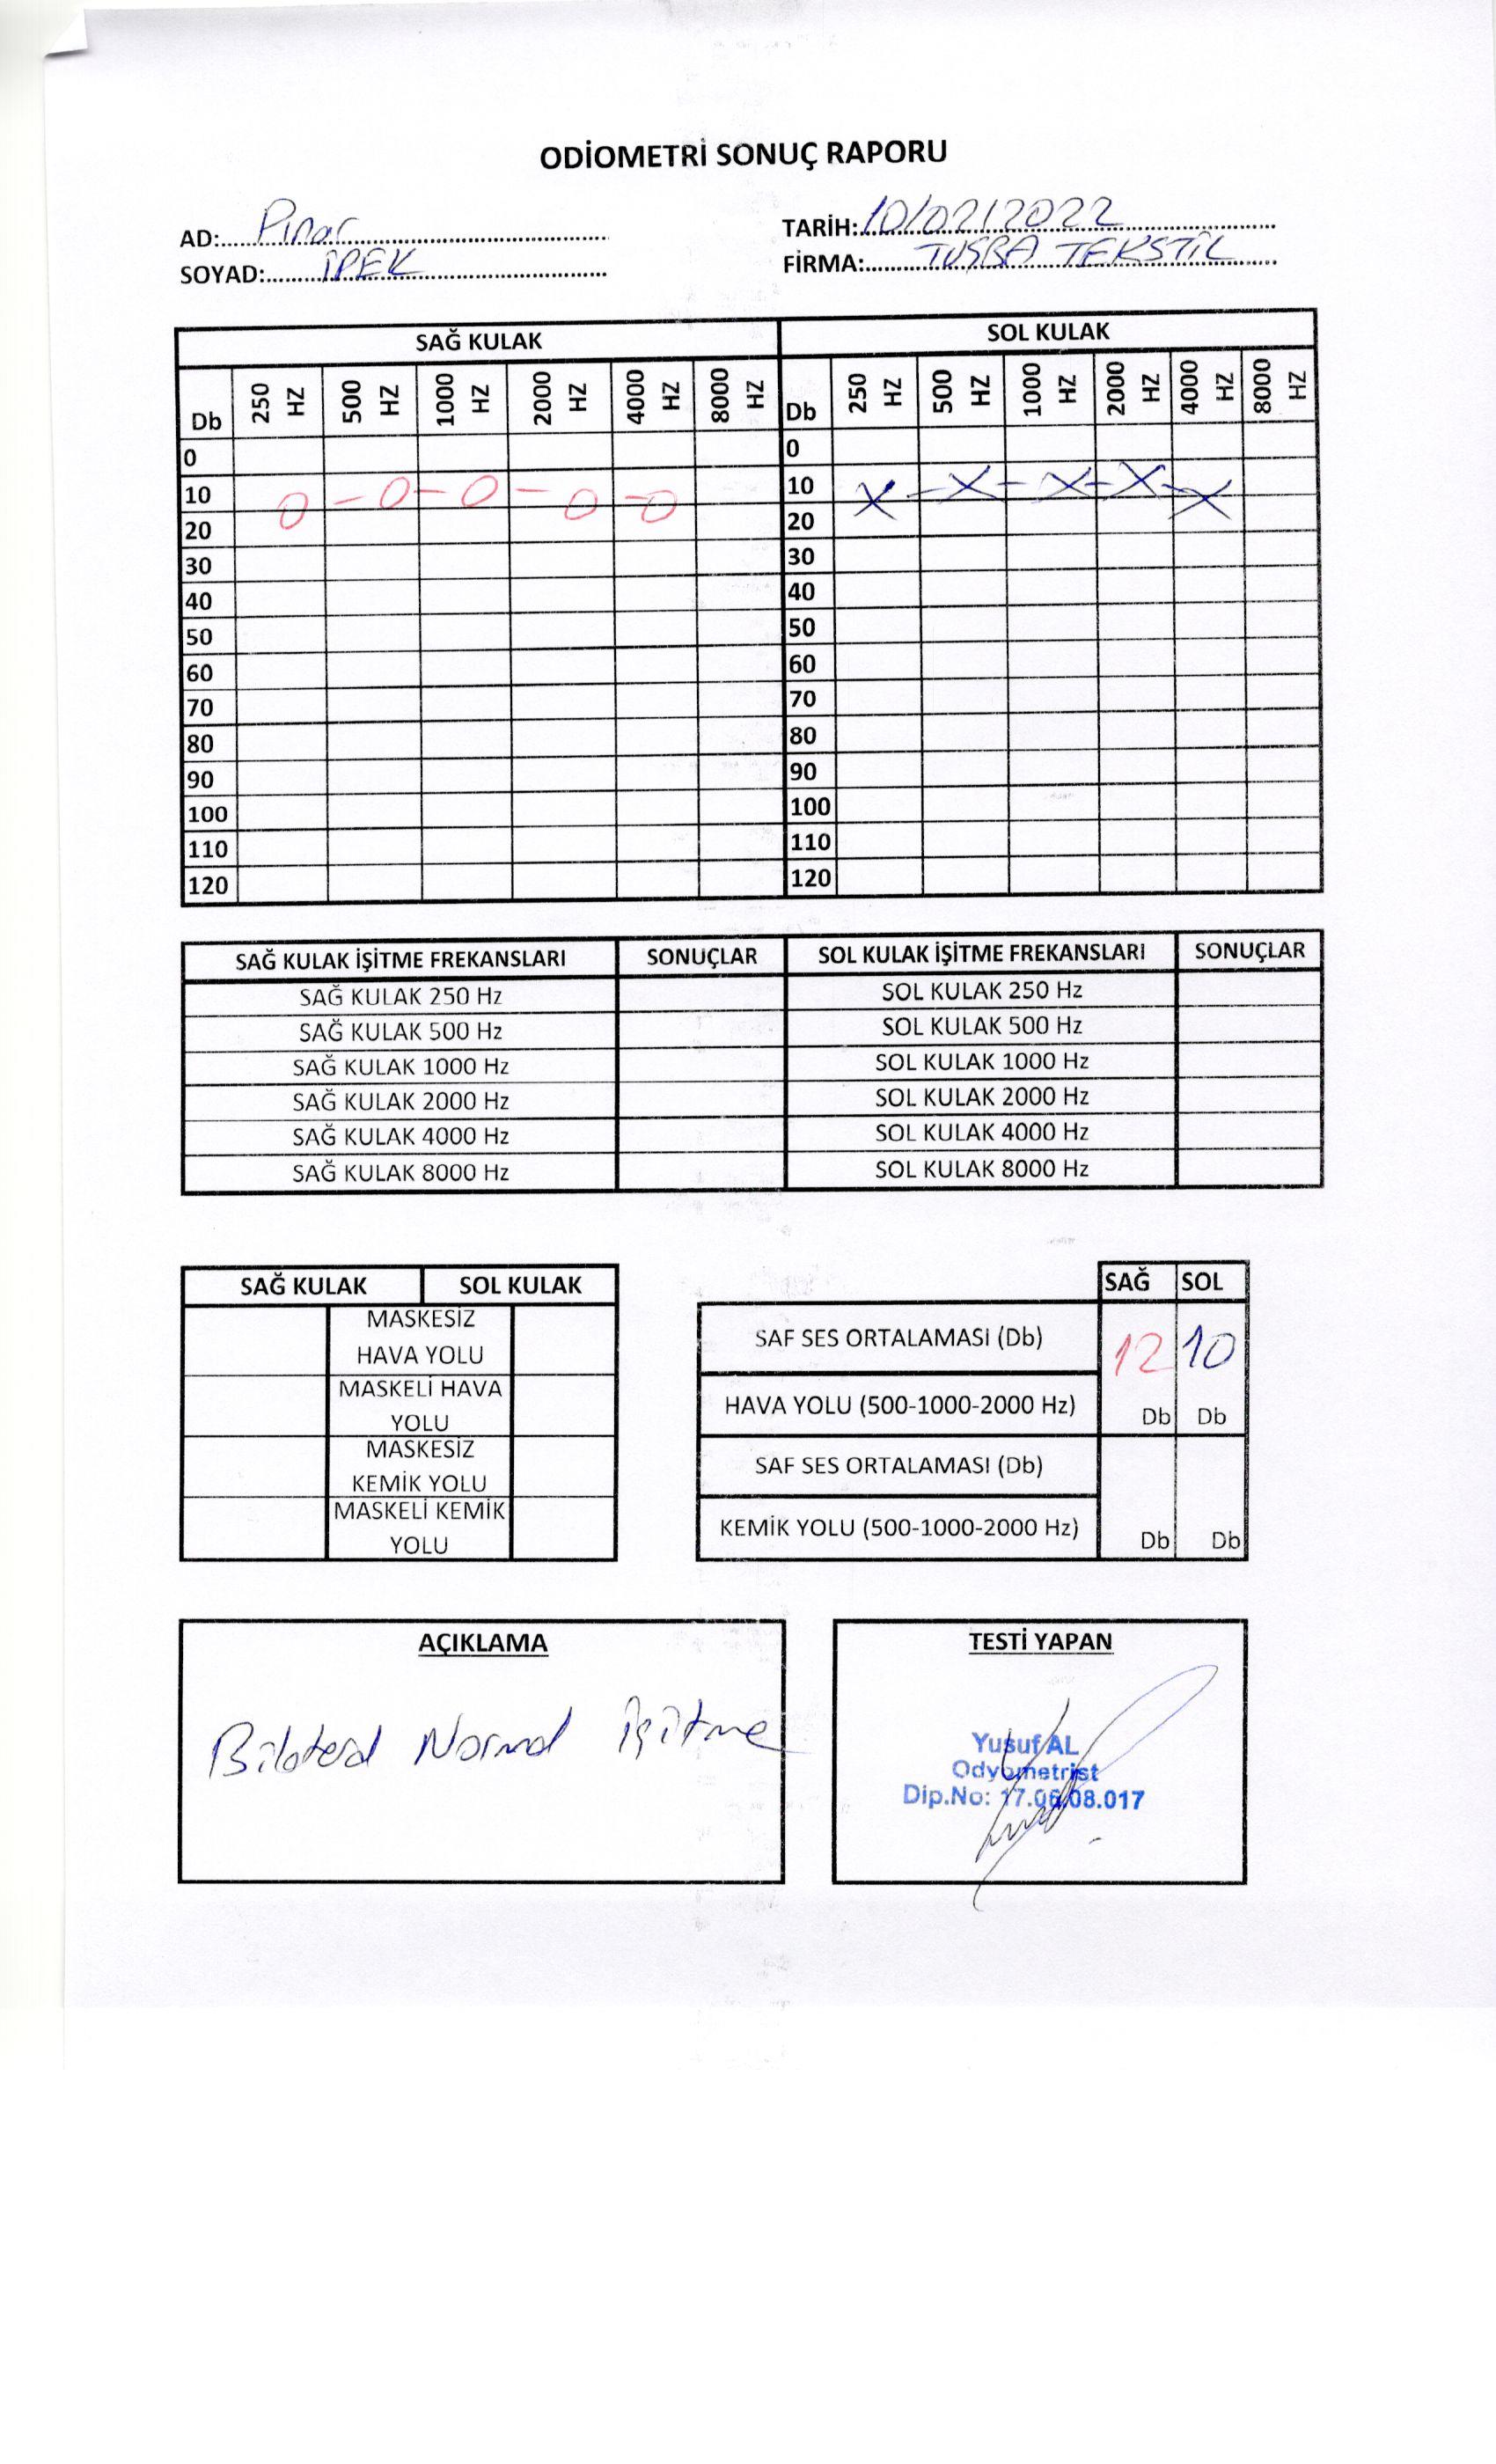 ODİOMETRİ SONUÇ RAPORU
AD: Pınar
TARİH: 10/02/2022
SOYAD: İPEK
FİRMA: TUŞBA TEKSTİL
SAĞ KULAK SOL KULAK
Db 250 HZ 500 HZ 1000 HZ 2000 HZ 4000 HZ 8000 HZ Db 250 HZ 500 HZ 1000 HZ 2000 HZ 4000 HZ 8000 HZ
0 0
10 O - O - O - O - O 10 X - X - X - X - X
20 20
30 30
40 40
50 50
60 60
70 70
80 80
90 90
100 100
110 110
120 120
SAĞ KULAK İŞİTME FREKANSLARI SONUÇLAR SOL KULAK İŞİTME FREKANSLARI SONUÇLAR
SAĞ KULAK 250 Hz SOL KULAK 250 Hz
SAĞ KULAK 500 Hz SOL KULAK 500 Hz
SAĞ KULAK 1000 Hz SOL KULAK 1000 Hz
SAĞ KULAK 2000 Hz SOL KULAK 2000 Hz
SAĞ KULAK 4000 Hz SOL KULAK 4000 Hz
SAĞ KULAK 8000 Hz SOL KULAK 8000 Hz
SAĞ KULAK SOL KULAK
MASKESİZ
HAVA YOLU
MASKELİ HAVA
YOLU
MASKESİZ
KEMİK YOLU
MASKELİ KEMİK
YOLU
SAĞ SOL
SAF SES ORTALAMASI (Db) 12 10
HAVA YOLU (500-1000-2000 Hz) Db Db
SAF SES ORTALAMASI (Db)
KEMİK YOLU (500-1000-2000 Hz) Db Db
AÇIKLAMA
Bilateral Normal işitme
TESTİ YAPAN
Yusuf AL
Odyometrist
Dip.No: 17.06.08.017